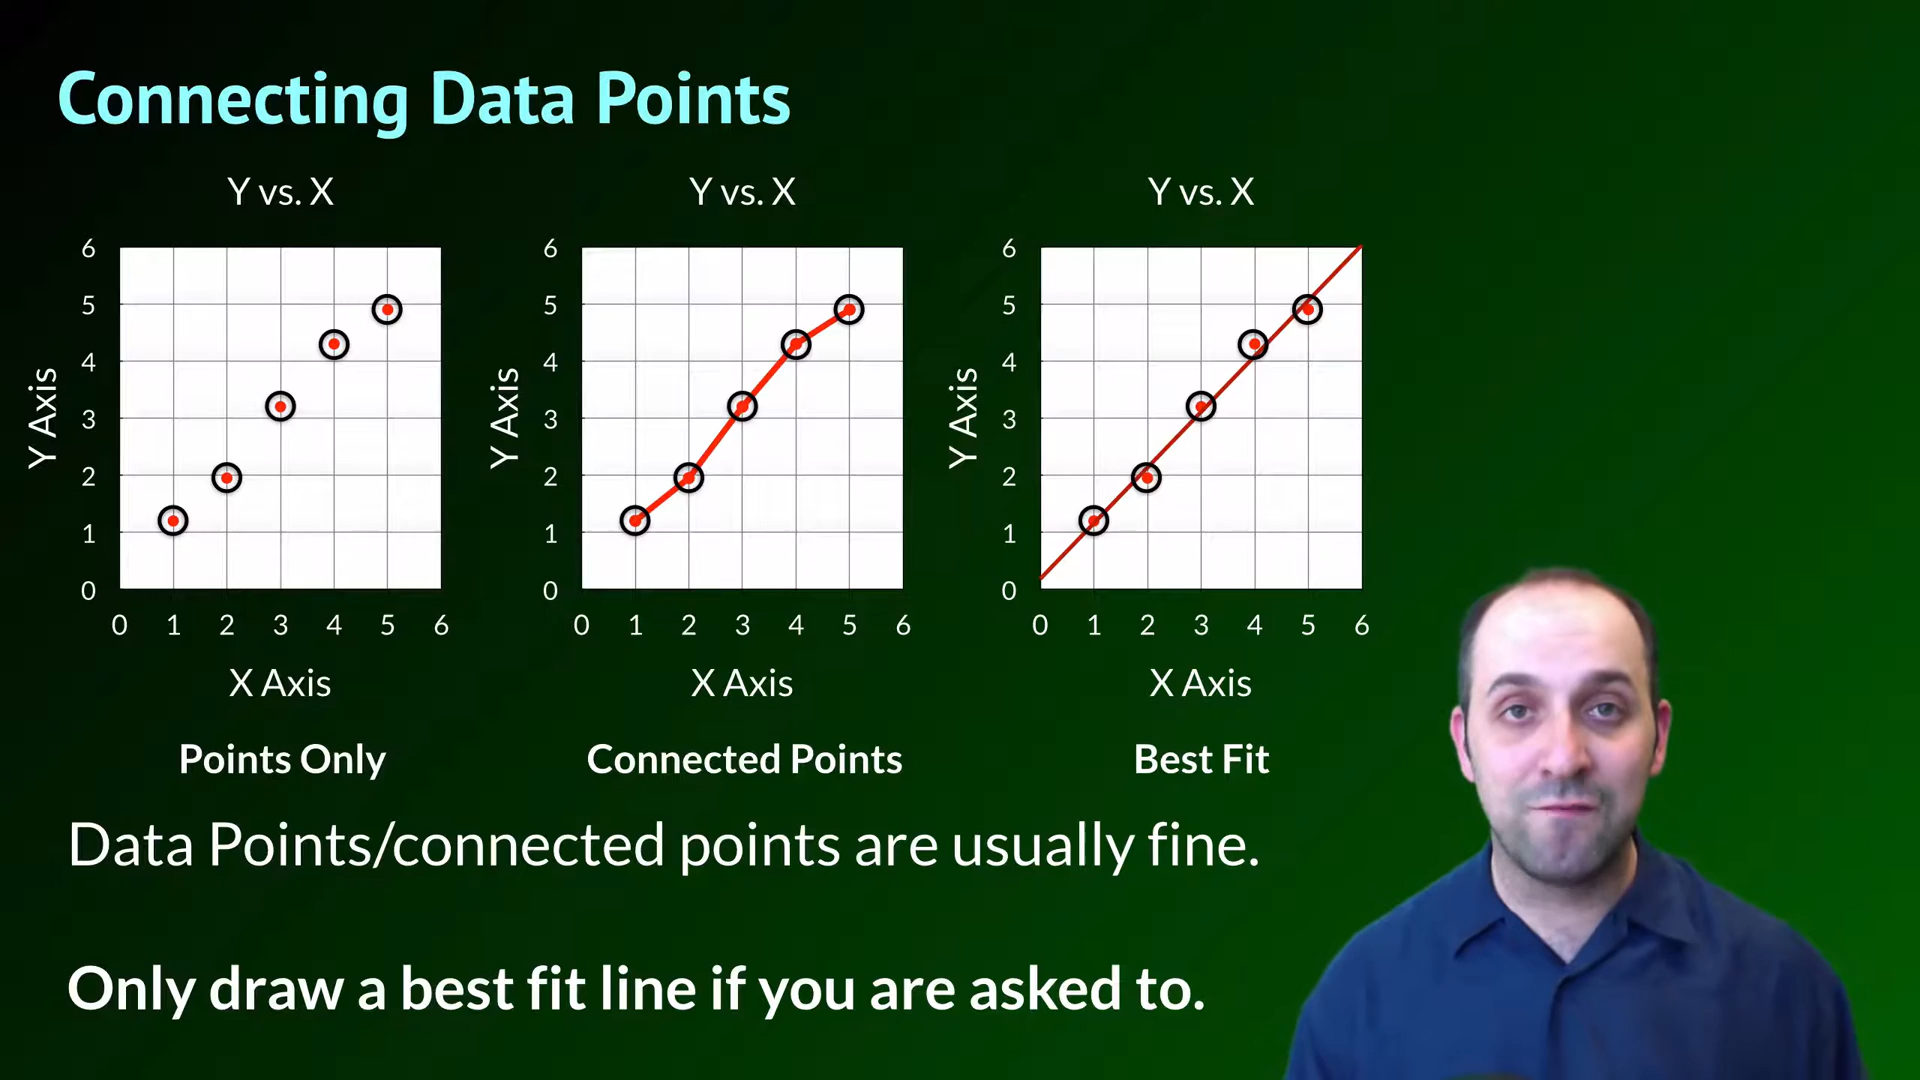 Connecting Data Points
Y vs. X
Y vs. X
Y vs. X
6
5
4
3
2
1
0
Y Axis
0 1 2 3 4 5 6
X Axis
Points Only
6
5
4
3
2
1
0
Y Axis
0 1 2 3 4 5 6
X Axis
Connected Points
6
5
4
3
2
1
0
Y Axis
0 1 2 3 4 5 6
X Axis
Best Fit
Data Points/connected points are usually fine.
Only draw a best fit line if you are asked to.